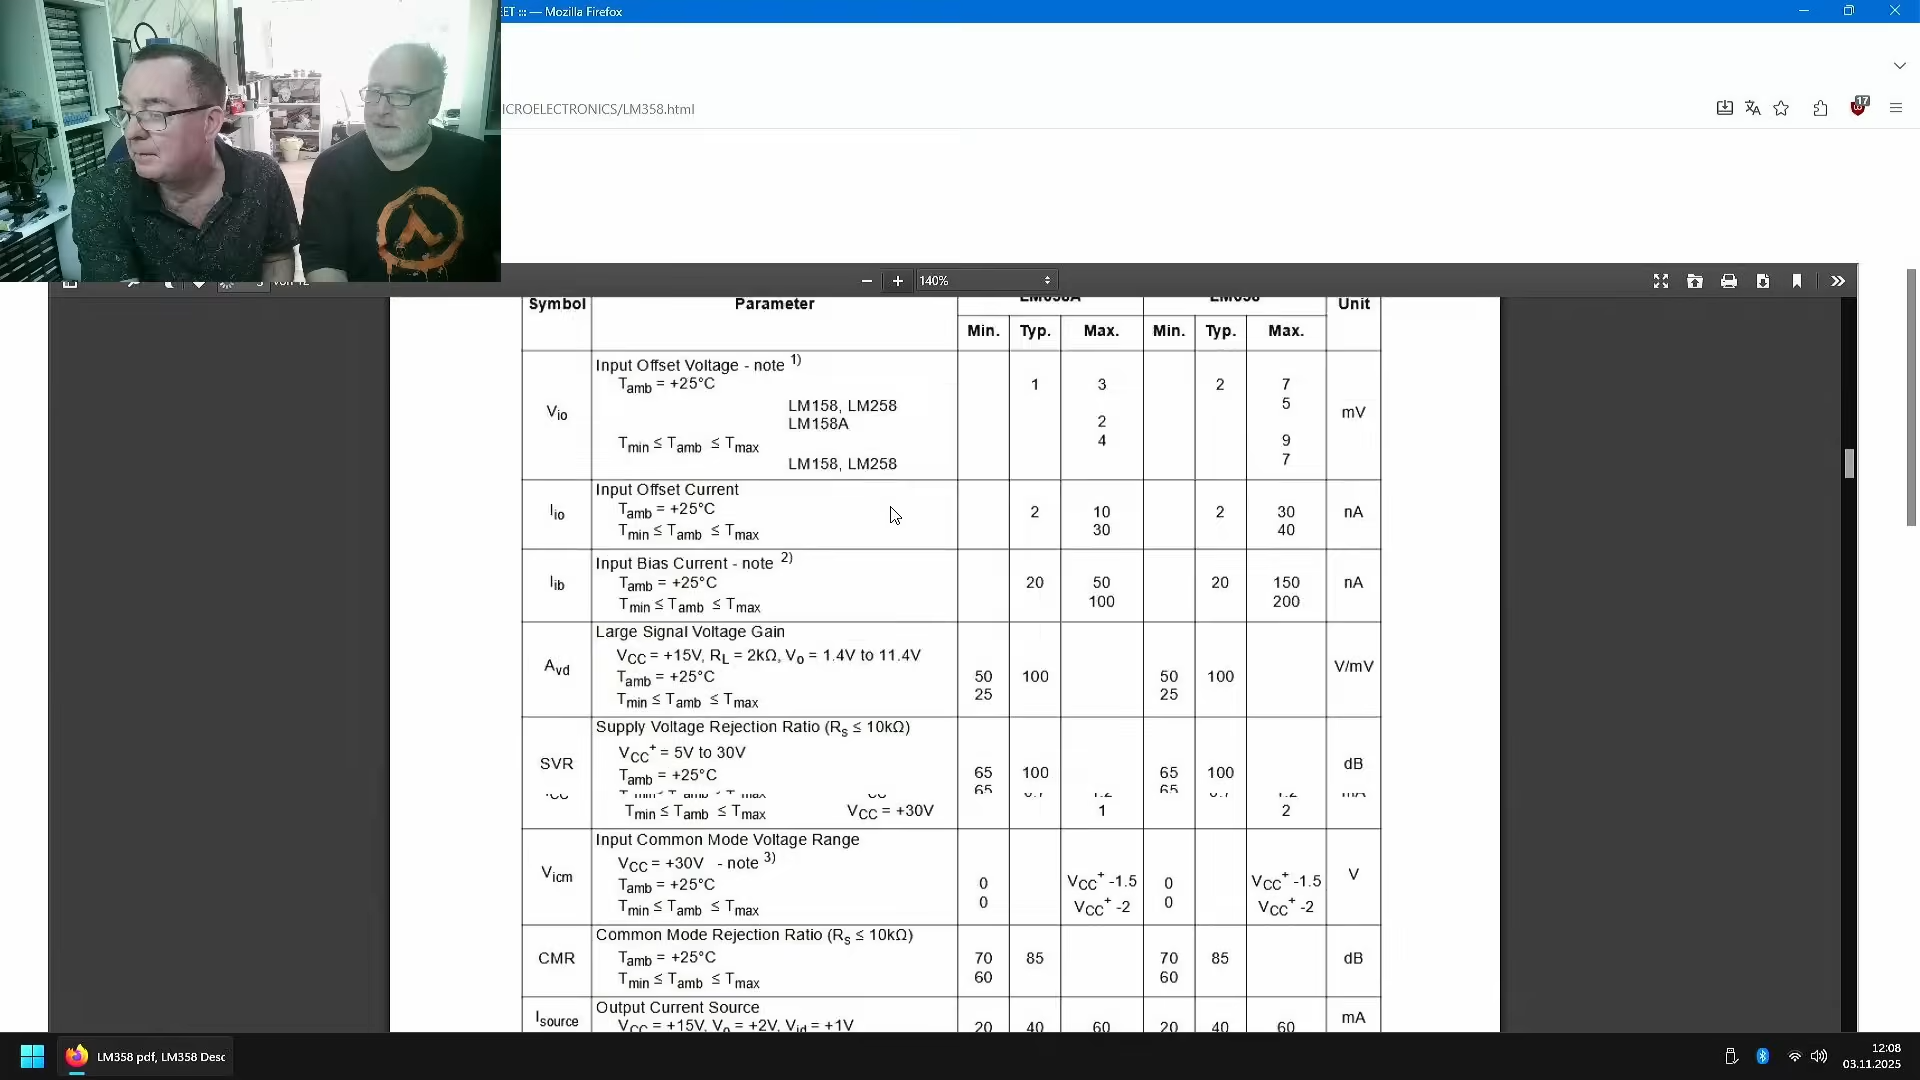 EET ::: — Mozilla Firefox
ICROELECTRONICS/LM358.html
17
140%
Symbol Parameter Unit
Min. Typ. Max. Min. Typ. Max.
Input Offset Voltage - note 1)
Tamb = +25°C 1 3 2 7
LM158, LM258 5
LM158A 2
Vio mV
Tmin ≤ Tamb ≤ Tmax 4 9
LM158, LM258 7
Input Offset Current
Iio Tamb = +25°C 2 10 2 30 nA
Tmin ≤ Tamb ≤ Tmax 30 40
Input Bias Current - note 2)
Iib Tamb = +25°C 20 50 20 150 nA
Tmin ≤ Tamb ≤ Tmax 100 200
Large Signal Voltage Gain
VCC = +15V, RL = 2kΩ, Vo = 1.4V to 11.4V
Avd V/mV
Tamb = +25°C 50 100 50 100
Tmin ≤ Tamb ≤ Tmax 25 25
Supply Voltage Rejection Ratio (Rs ≤ 10kΩ)
VCC+ = 5V to 30V
SVR dB
Tamb = +25°C 65 100 65 100
65 65
Tmin ≤ Tamb ≤ Tmax VCC = +30V 1 2
Input Common Mode Voltage Range
VCC = +30V - note 3)
Vicm V
Tamb = +25°C 0 VCC+ -1.5 0 VCC+ -1.5
Tmin ≤ Tamb ≤ Tmax 0 VCC+ -2 0 VCC+ -2
Common Mode Rejection Ratio (Rs ≤ 10kΩ)
CMR Tamb = +25°C 70 85 70 85 dB
Tmin ≤ Tamb ≤ Tmax 60 60
Output Current Source
Isource mA
VCC = +15V, Vo = +2V, Vid = +1V 20 40 60 20 40 60
LM358 pdf, LM358 Desc
12:08
03.11.2025